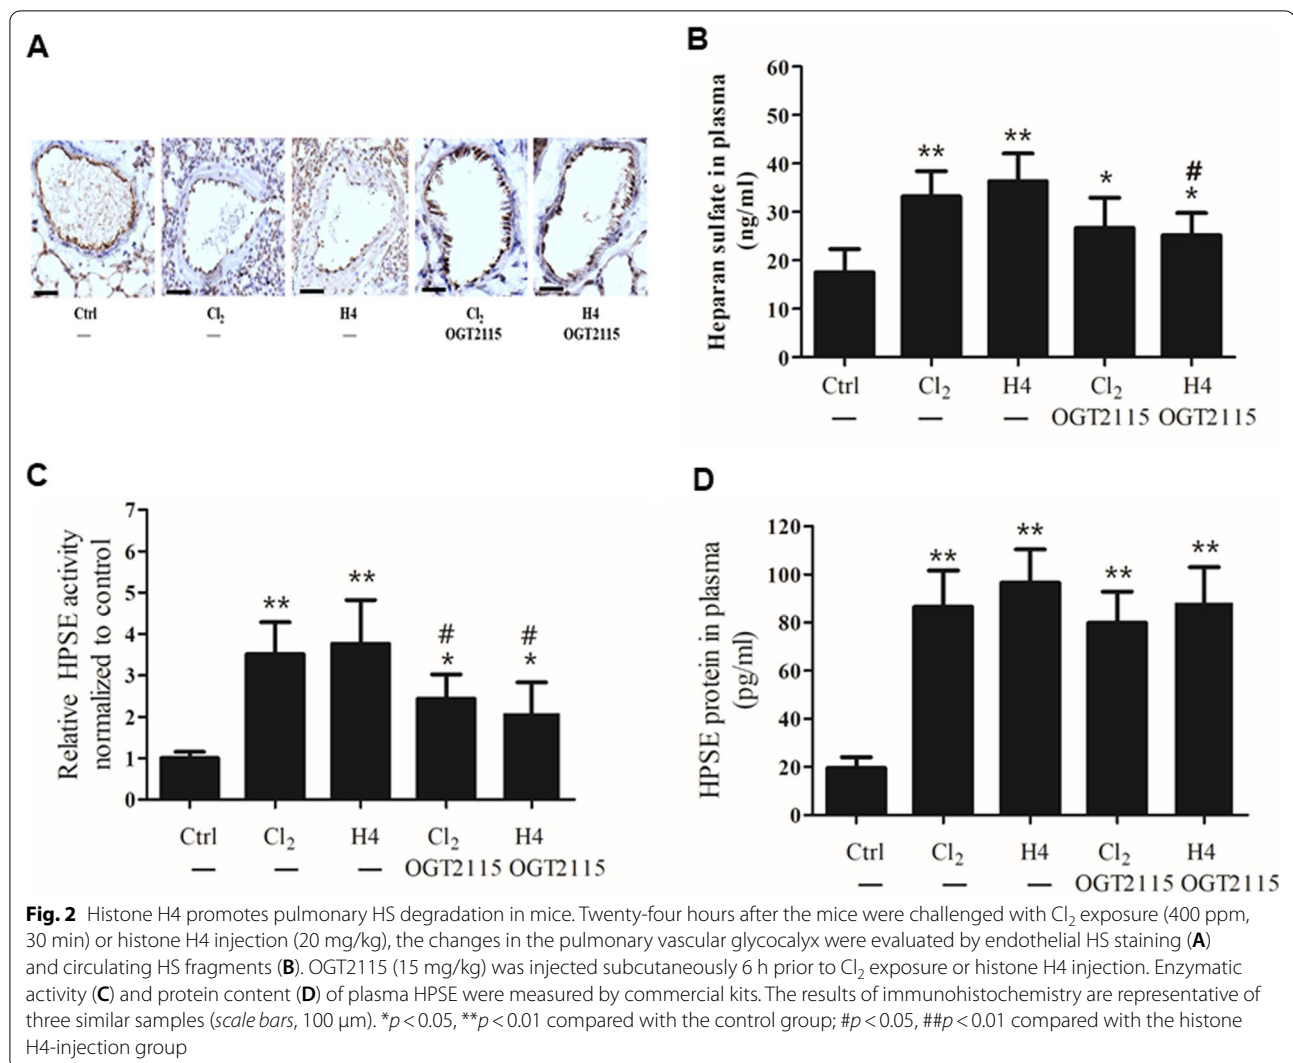 A
Ctrl
—
Cl₂
—
H4
—
Cl₂
OGT2115
H4
OGT2115
B
Heparan sulfate in plasma
(ng/ml)
60
50
40
30
20
10
0
**
**
*
#
*
Ctrl Cl₂ H4 Cl₂ H4
— — — OGT2115 OGT2115
C
Relative HPSE activity
normalized to control
7
6
5
4
3
2
1
0
**
**
#
*
#
*
Ctrl Cl₂ H4 Cl₂ H4
— — — OGT2115 OGT2115
D
HPSE protein in plasma
(pg/ml)
120
100
80
60
40
20
0
**
**
**
**
Ctrl Cl₂ H4 Cl₂ H4
— — — OGT2115 OGT2115
Fig. 2 Histone H4 promotes pulmonary HS degradation in mice. Twenty-four hours after the mice were challenged with Cl₂ exposure (400 ppm,
30 min) or histone H4 injection (20 mg/kg), the changes in the pulmonary vascular glycocalyx were evaluated by endothelial HS staining (A)
and circulating HS fragments (B). OGT2115 (15 mg/kg) was injected subcutaneously 6 h prior to Cl₂ exposure or histone H4 injection. Enzymatic
activity (C) and protein content (D) of plasma HPSE were measured by commercial kits. The results of immunohistochemistry are representative of
three similar samples (scale bars, 100 μm). *p < 0.05, **p < 0.01 compared with the control group; #p < 0.05, ##p < 0.01 compared with the histone
H4-injection group